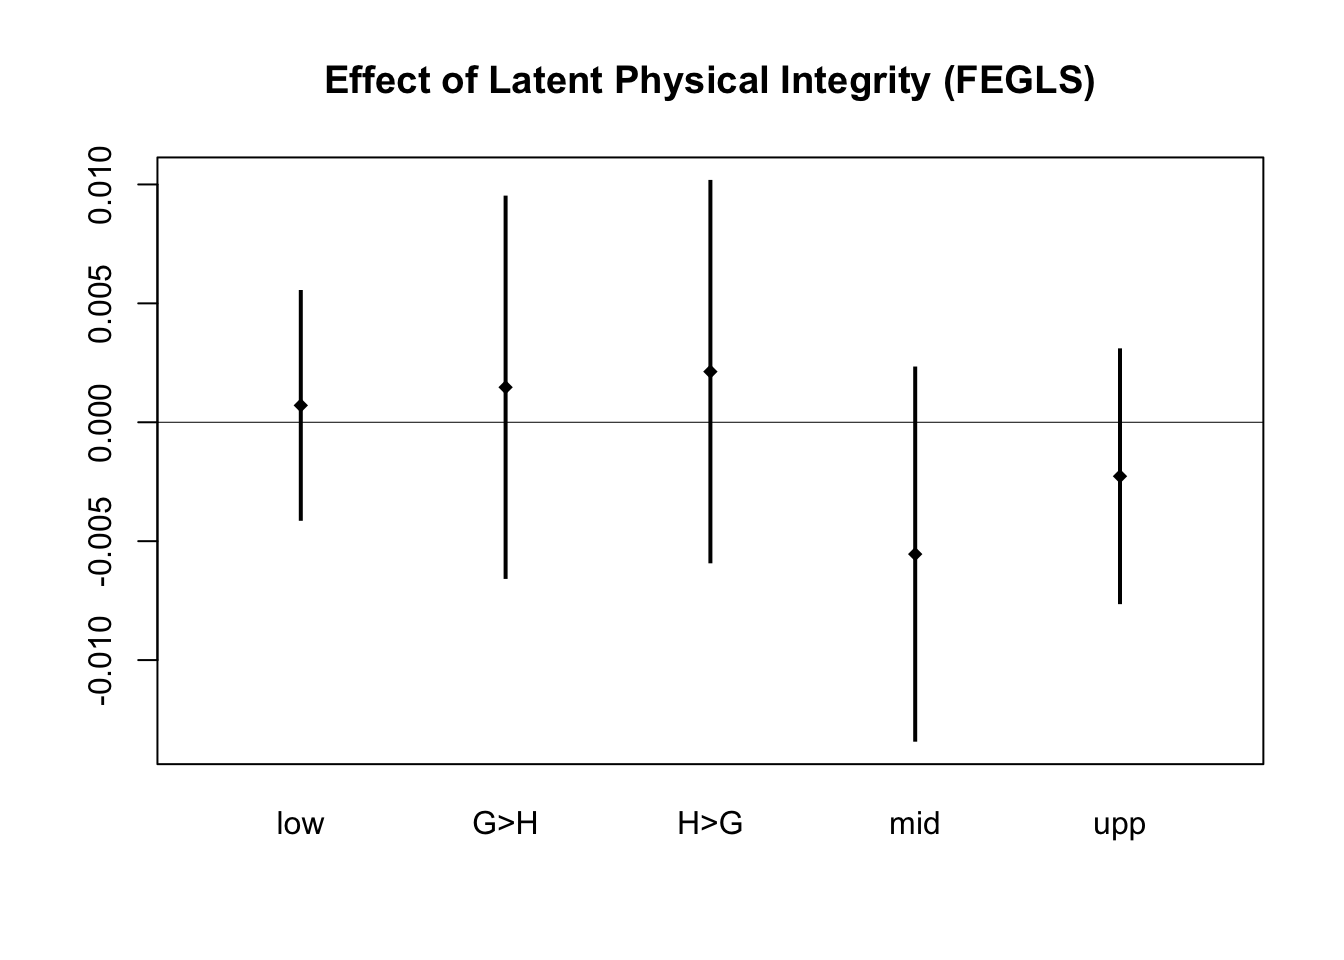 Effect of Latent Physical Integrity (FEGLS)
0.010
0.005
0.000
-0.005
-0.010
low G>H H>G mid upp